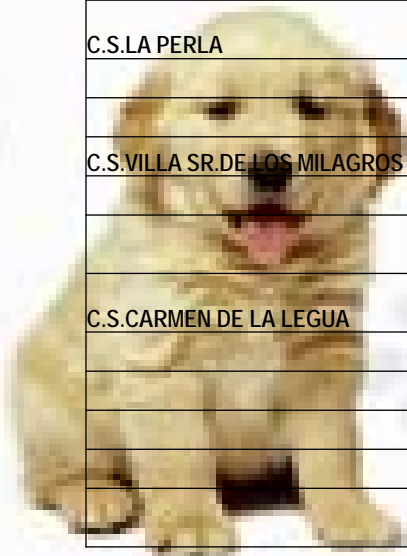 C.S.LA PERLA
C.S.VILLA SR.DE LOS MILAGROS
C.S.CARMEN DE LA LEGUA